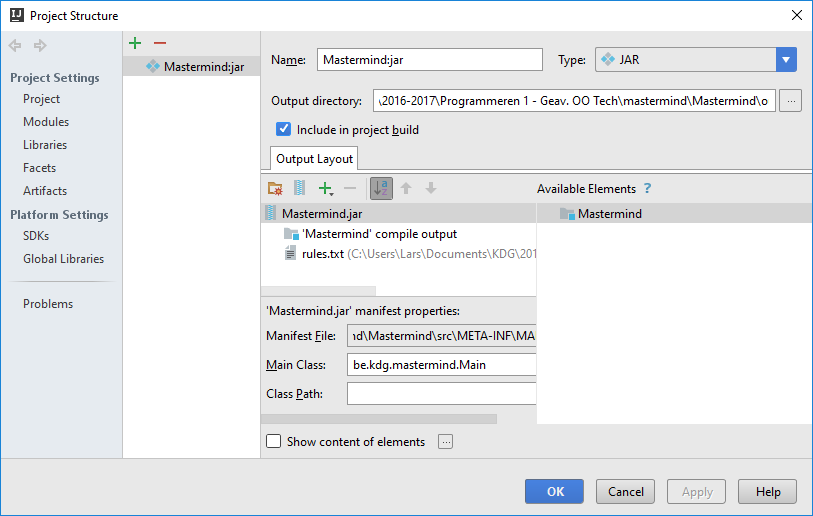 Project Structure
Project Settings
Project
Modules
Libraries
Facets
Artifacts
Platform Settings
SDKs
Global Libraries
Problems
Mastermind:jar
Name: Mastermind:jar Type: JAR
Output directory: \2016-2017\Programmeren 1 - Geav. OO Tech\mastermind\Mastermind\o ...
Include in project build
Output Layout
Available Elements ?
Mastermind.jar
'Mastermind' compile output
rules.txt (C:\Users\Lars\Documents\KDG\201
Mastermind
'Mastermind.jar' manifest properties:
Manifest File: nd\Mastermind\src\META-INF\MA
Main Class: be.kdg.mastermind.Main
Class Path:
Show content of elements ...
OK Cancel Apply Help